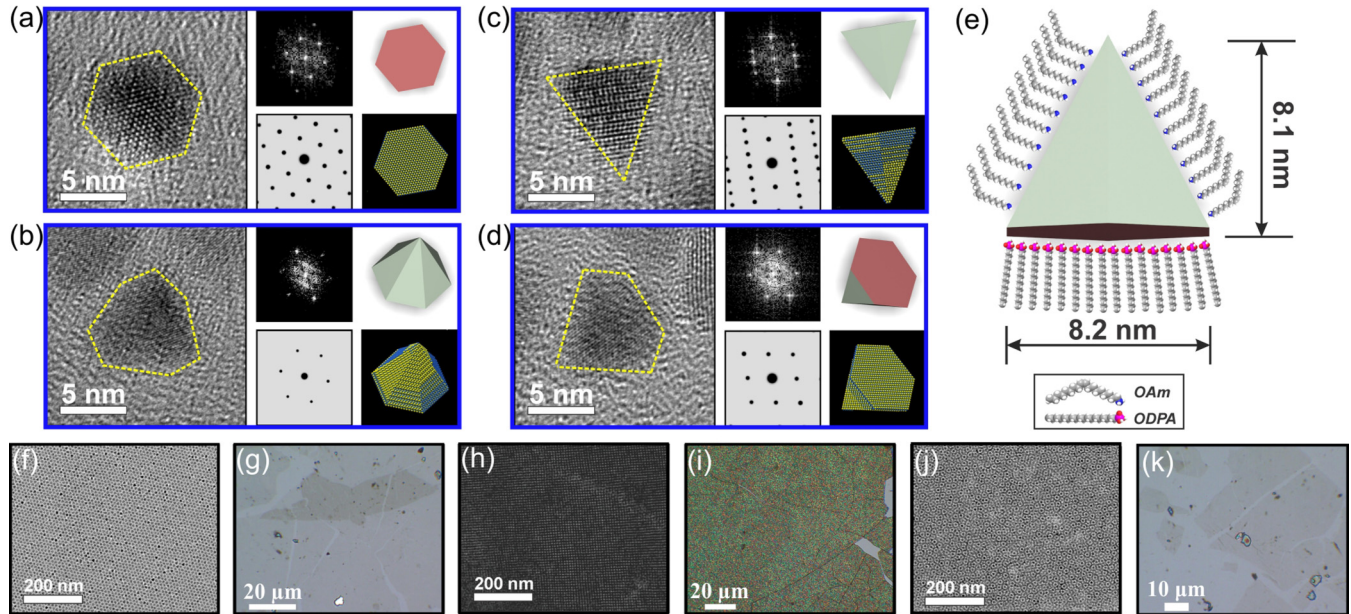 (a)
5 nm
(c)
5 nm
(e)
8.1 nm
(b)
5 nm
(d)
5 nm
8.2 nm
OAm
ODPA
(f)
200 nm
(g)
20 µm
(h)
200 nm
(i)
20 µm
(j)
200 nm
(k)
10 µm